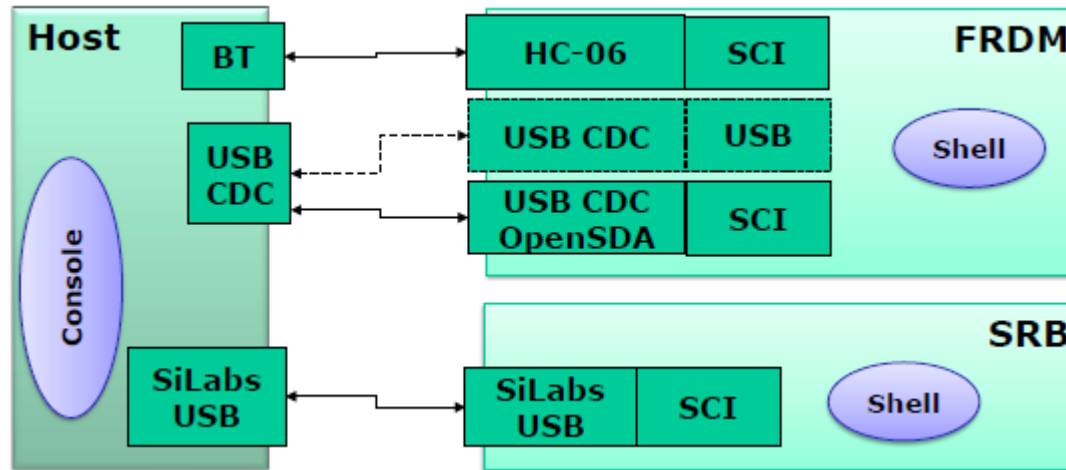 Host
BT
USB
CDC
Console
SiLabs
USB
FRDM
HC-06
SCI
USB CDC
USB
USB CDC
OpenSDA
SCI
Shell
SRB
SiLabs
USB
SCI
Shell